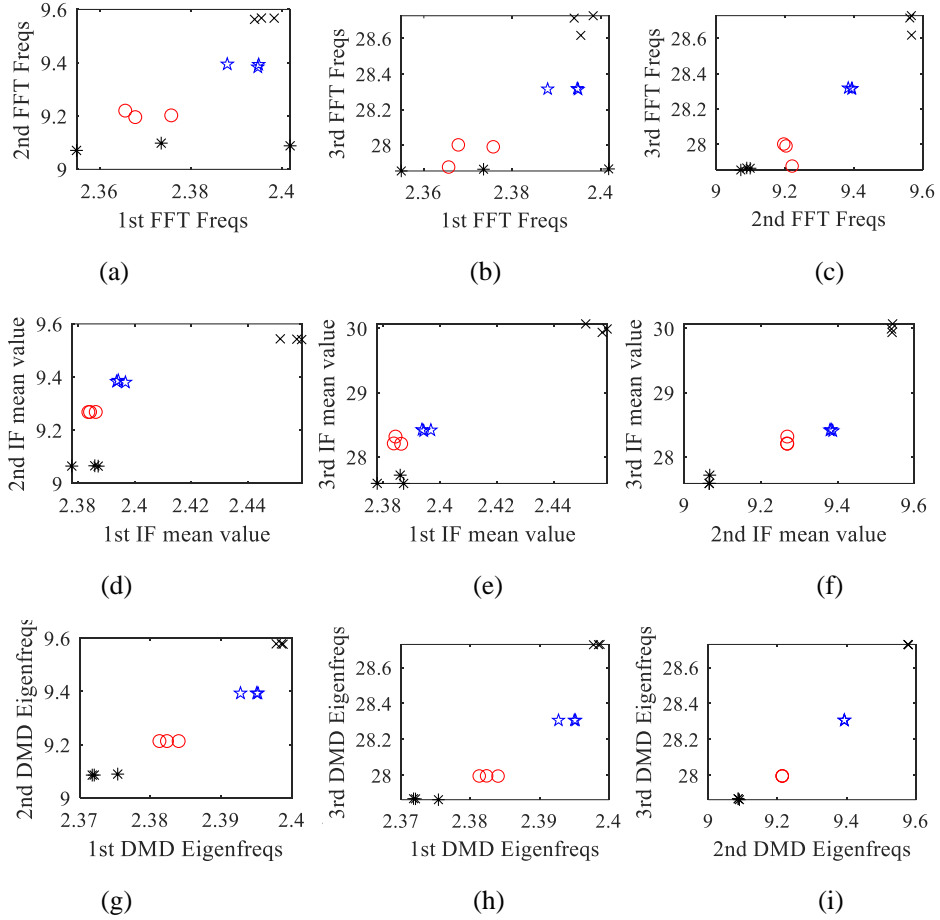 9.6
9.4
9.2
9
2nd FFT Freqs
2.36
2.38
2.4
1st FFT Freqs
(a)
28.6
28.4
28.2
28
3rd FFT Freqs
2.36
2.38
2.4
1st FFT Freqs
(b)
28.6
28.4
28.2
28
3rd FFT Freqs
9
9.2
9.4
9.6
2nd FFT Freqs
(c)
9.6
9.4
9.2
9
2nd IF mean value
2.38
2.4
2.42
2.44
1st IF mean value
(d)
30
29
28
3rd IF mean value
2.38
2.4
2.42
2.44
1st IF mean value
(e)
30
29
28
3rd IF mean value
9
9.2
9.4
9.6
2nd IF mean value
(f)
9.6
9.4
9.2
9
2nd DMD Eigenfreqs
2.37
2.38
2.39
2.4
1st DMD Eigenfreqs
(g)
28.6
28.4
28.2
28
3rd DMD Eigenfreqs
2.37
2.38
2.39
2.4
1st DMD Eigenfreqs
(h)
28.6
28.4
28.2
28
3rd DMD Eigenfreqs
9
9.2
9.4
9.6
2nd DMD Eigenfreqs
(i)